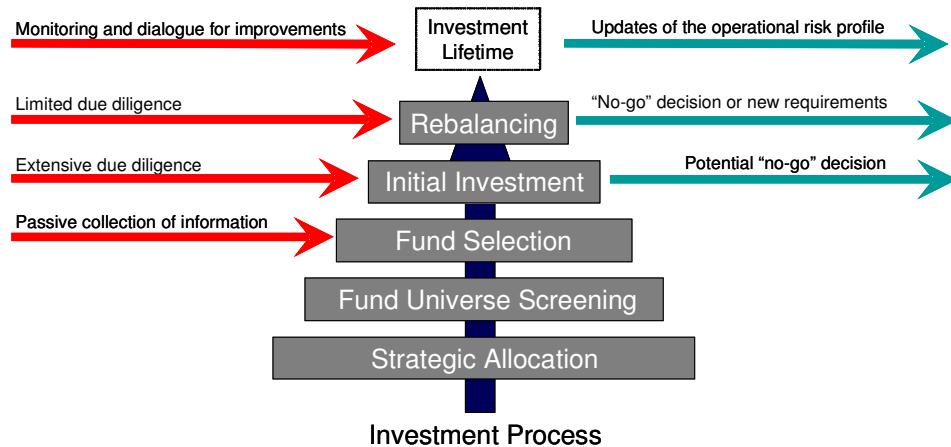 Monitoring and dialogue for improvements
Investment
Lifetime
Updates of the operational risk profile
Limited due diligence
Rebalancing
“No-go” decision or new requirements
Extensive due diligence
Initial Investment
Potential “no-go” decision
Passive collection of information
Fund Selection
Fund Universe Screening
Strategic Allocation
Investment Process